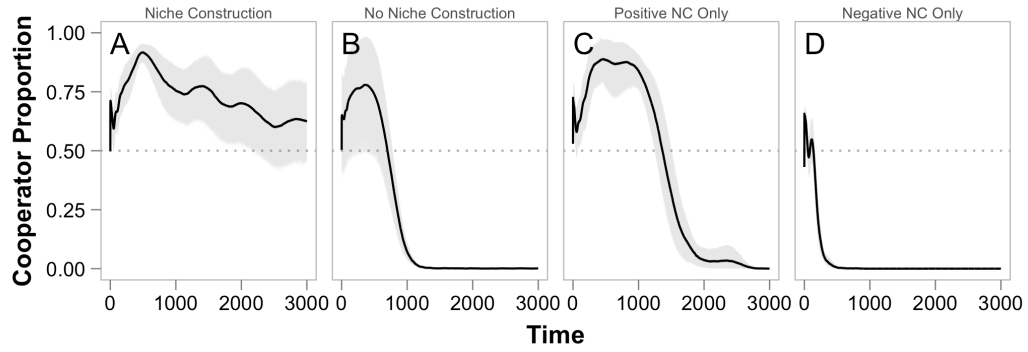 Niche Construction
No Niche Construction
Positive NC Only
Negative NC Only
A
B
C
D
Cooperator Proportion
1.00
0.75
0.50
0.25
0.00
0 1000 2000 3000
0 1000 2000 3000
0 1000 2000 3000
0 1000 2000 3000
Time